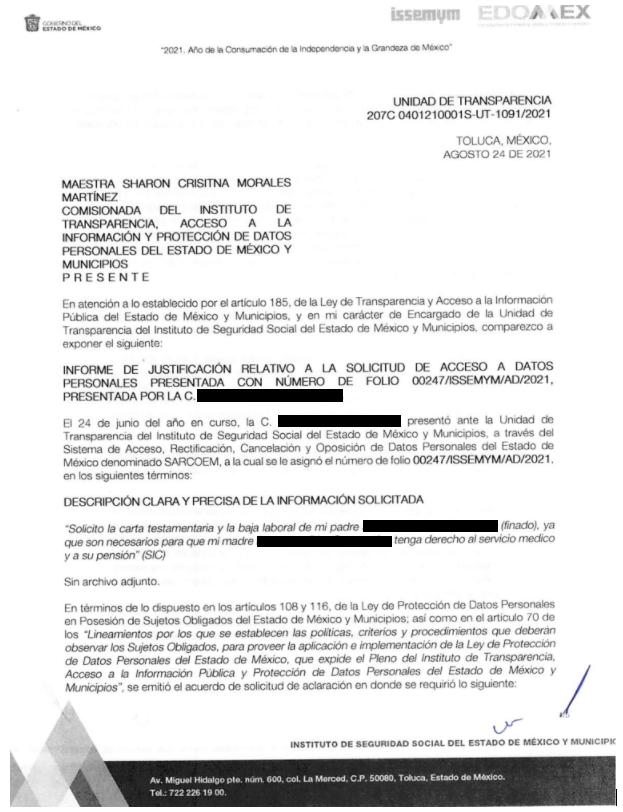 GOBIERNO DEL
ESTADO DE MÉXICO
issemym
EDOMEX
"2021. Año de la Consumación de la Independencia y la Grandeza de México"
UNIDAD DE TRANSPARENCIA
207C 0401210001S-UT-1091/2021
TOLUCA, MÉXICO,
AGOSTO 24 DE 2021
MAESTRA SHARON CRISITNA MORALES
MARTÍNEZ
COMISIONADA DEL INSTITUTO DE
TRANSPARENCIA, ACCESO A LA
INFORMACIÓN Y PROTECCIÓN DE DATOS
PERSONALES DEL ESTADO DE MÉXICO Y
MUNICIPIOS
P R E S E N T E
En atención a lo establecido por el artículo 185, de la Ley de Transparencia y Acceso a la Información
Pública del Estado de México y Municipios, y en mi carácter de Encargado de la Unidad de
Transparencia del Instituto de Seguridad Social del Estado de México y Municipios, comparezco a
exponer el siguiente:
INFORME DE JUSTIFICACIÓN RELATIVO A LA SOLICITUD DE ACCESO A DATOS
PERSONALES PRESENTADA CON NÚMERO DE FOLIO 00247/ISSEMYM/AD/2021,
PRESENTADA POR LA C.
El 24 de junio del año en curso, la C. presentó ante la Unidad de
Transparencia del Instituto de Seguridad Social del Estado de México y Municipios, a través del
Sistema de Acceso, Rectificación, Cancelación y Oposición de Datos Personales del Estado de
México denominado SARCOEM, a la cual se le asignó el número de folio 00247/ISSEMYM/AD/2021,
en los siguientes términos:
DESCRIPCIÓN CLARA Y PRECISA DE LA INFORMACIÓN SOLICITADA
"Solicito la carta testamentaria y la baja laboral de mi padre (finado), ya
que son necesarios para que mi madre tenga derecho al servicio medico
y a su pensión" (SIC)
Sin archivo adjunto.
En términos de lo dispuesto en los artículos 108 y 116, de la Ley de Protección de Datos Personales
en Posesión de Sujetos Obligados del Estado de México y Municipios; así como en el artículo 70 de
los "Lineamientos por los que se establecen las políticas, criterios y procedimientos que deberán
observar los Sujetos Obligados, para proveer la aplicación e implementación de la Ley de Protección
de Datos Personales del Estado de México, que expide el Pleno del Instituto de Transparencia,
Acceso a la Información Pública y Protección de Datos Personales del Estado de México y
Municipios", se emitió el acuerdo de solicitud de aclaración en donde se requirió lo siguiente:
INSTITUTO DE SEGURIDAD SOCIAL DEL ESTADO DE MÉXICO Y MUNICIPIO
Av. Miguel Hidalgo pte. núm. 600, col. La Merced, C.P. 50080, Toluca, Estado de México.
Tel.: 722 226 19 00.